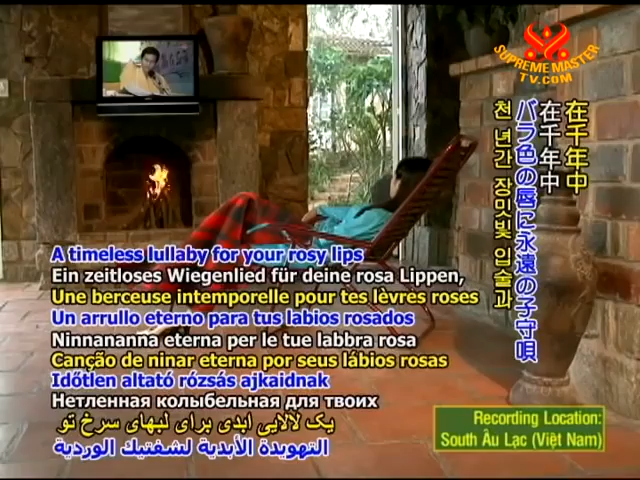 SUPREME MASTER
TV.COM
在千年中
在千年中
バラ色の唇に永遠の子守唄
천 년간 장밋빛 입술과
A timeless lullaby for your rosy lips
Ein zeitloses Wiegenlied für deine rosa Lippen,
Une berceuse intemporelle pour tes lèvres roses
Un arrullo eterno para tus labios rosados
Ninnananna eterna per le tue labbra rosa
Canção de ninar eterna por seus lábios rosas
Időtlen altató rózsás ajkaidnak
Нетленная колыбельная для твоих
یک لالایی ابدی برای لبهای سرخ تو
التهويدة الأبدية لشفتيك الوردية
Recording Location:
South Âu Lạc (Việt Nam)